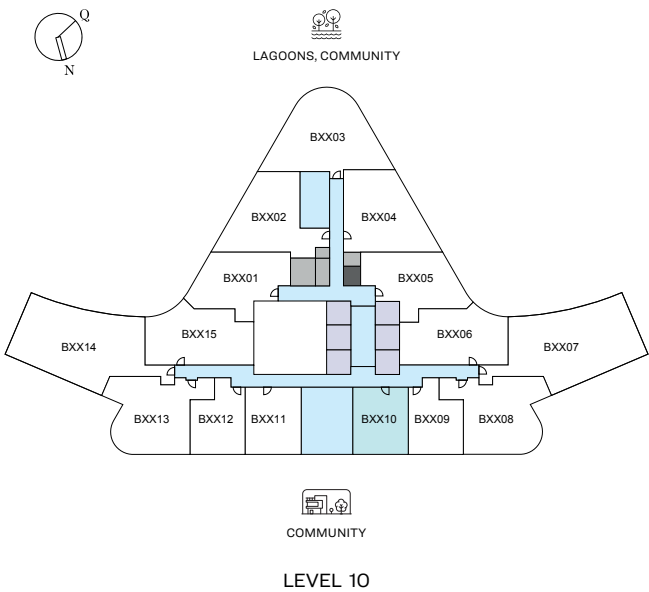 Q
N
LAGOONS, COMMUNITY
BXX03
BXX02
BXX04
BXX01
BXX05
BXX15
BXX06
BXX14
BXX07
BXX13
BXX12
BXX11
BXX10
BXX09
BXX08
COMMUNITY
LEVEL 10